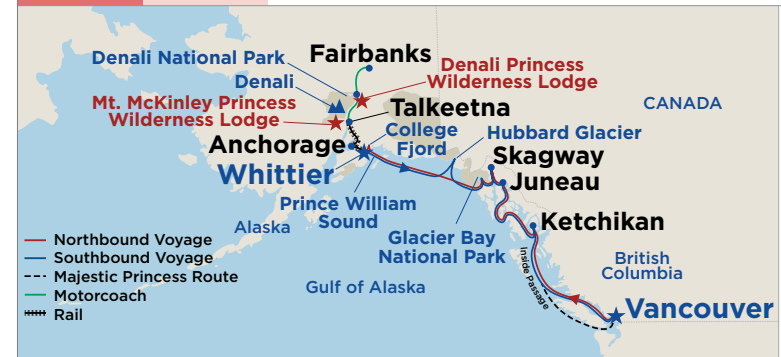 Fairbanks
Denali National Park
Denali Princess
Wilderness Lodge
Denali
Mt. McKinley Princess
Wilderness Lodge
Talkeetna
CANADA
College
Fjord
Hubbard Glacier
Anchorage
Skagway
Whittier
Juneau
Prince William
Sound
Ketchikan
Alaska
Glacier Bay
National Park
Northbound Voyage
Southbound Voyage
Majestic Princess Route
Motorcoach
Rail
British
Columbia
Inside Passage
Gulf of Alaska
Vancouver